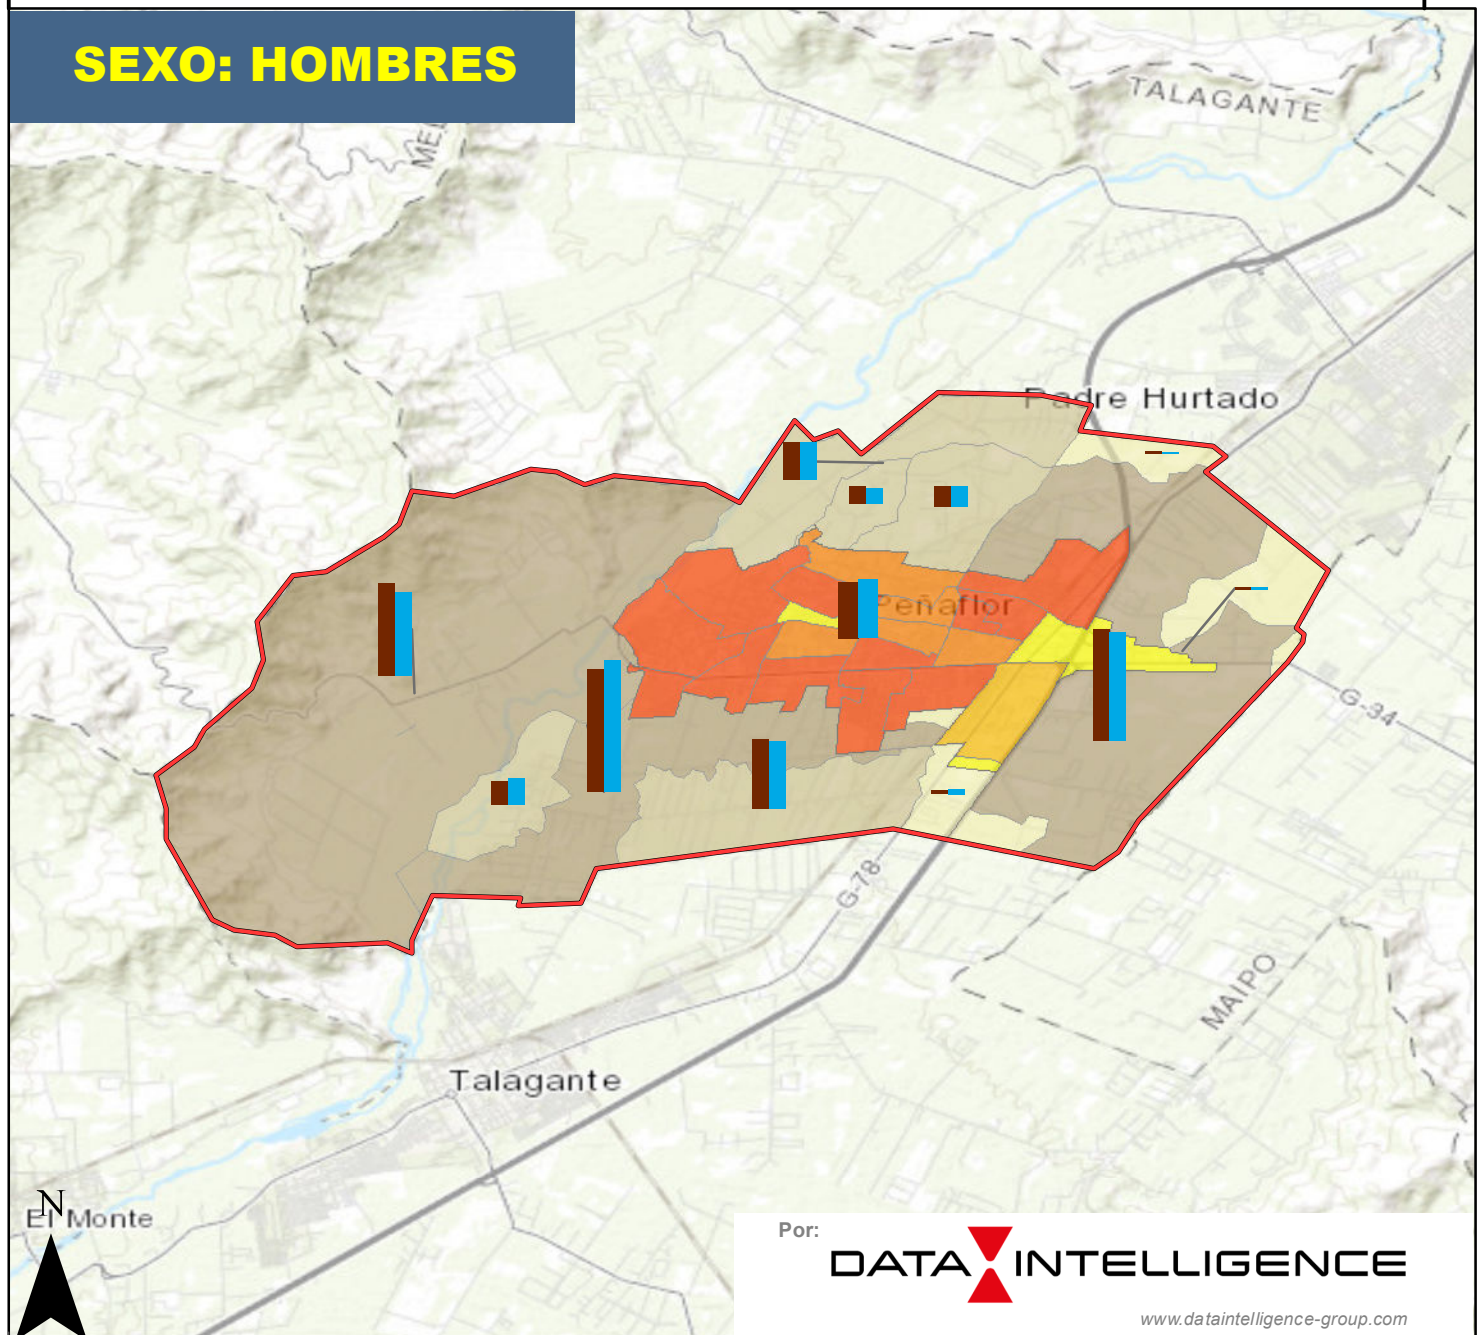 SEXO: HOMBRES
TALAGANTE
Padre Hurtado
Peñaflor
G-34
G-78
MAIPO
Talagante
N
El Monte
Por:
DATA INTELLIGENCE
www.dataintelligence-group.com